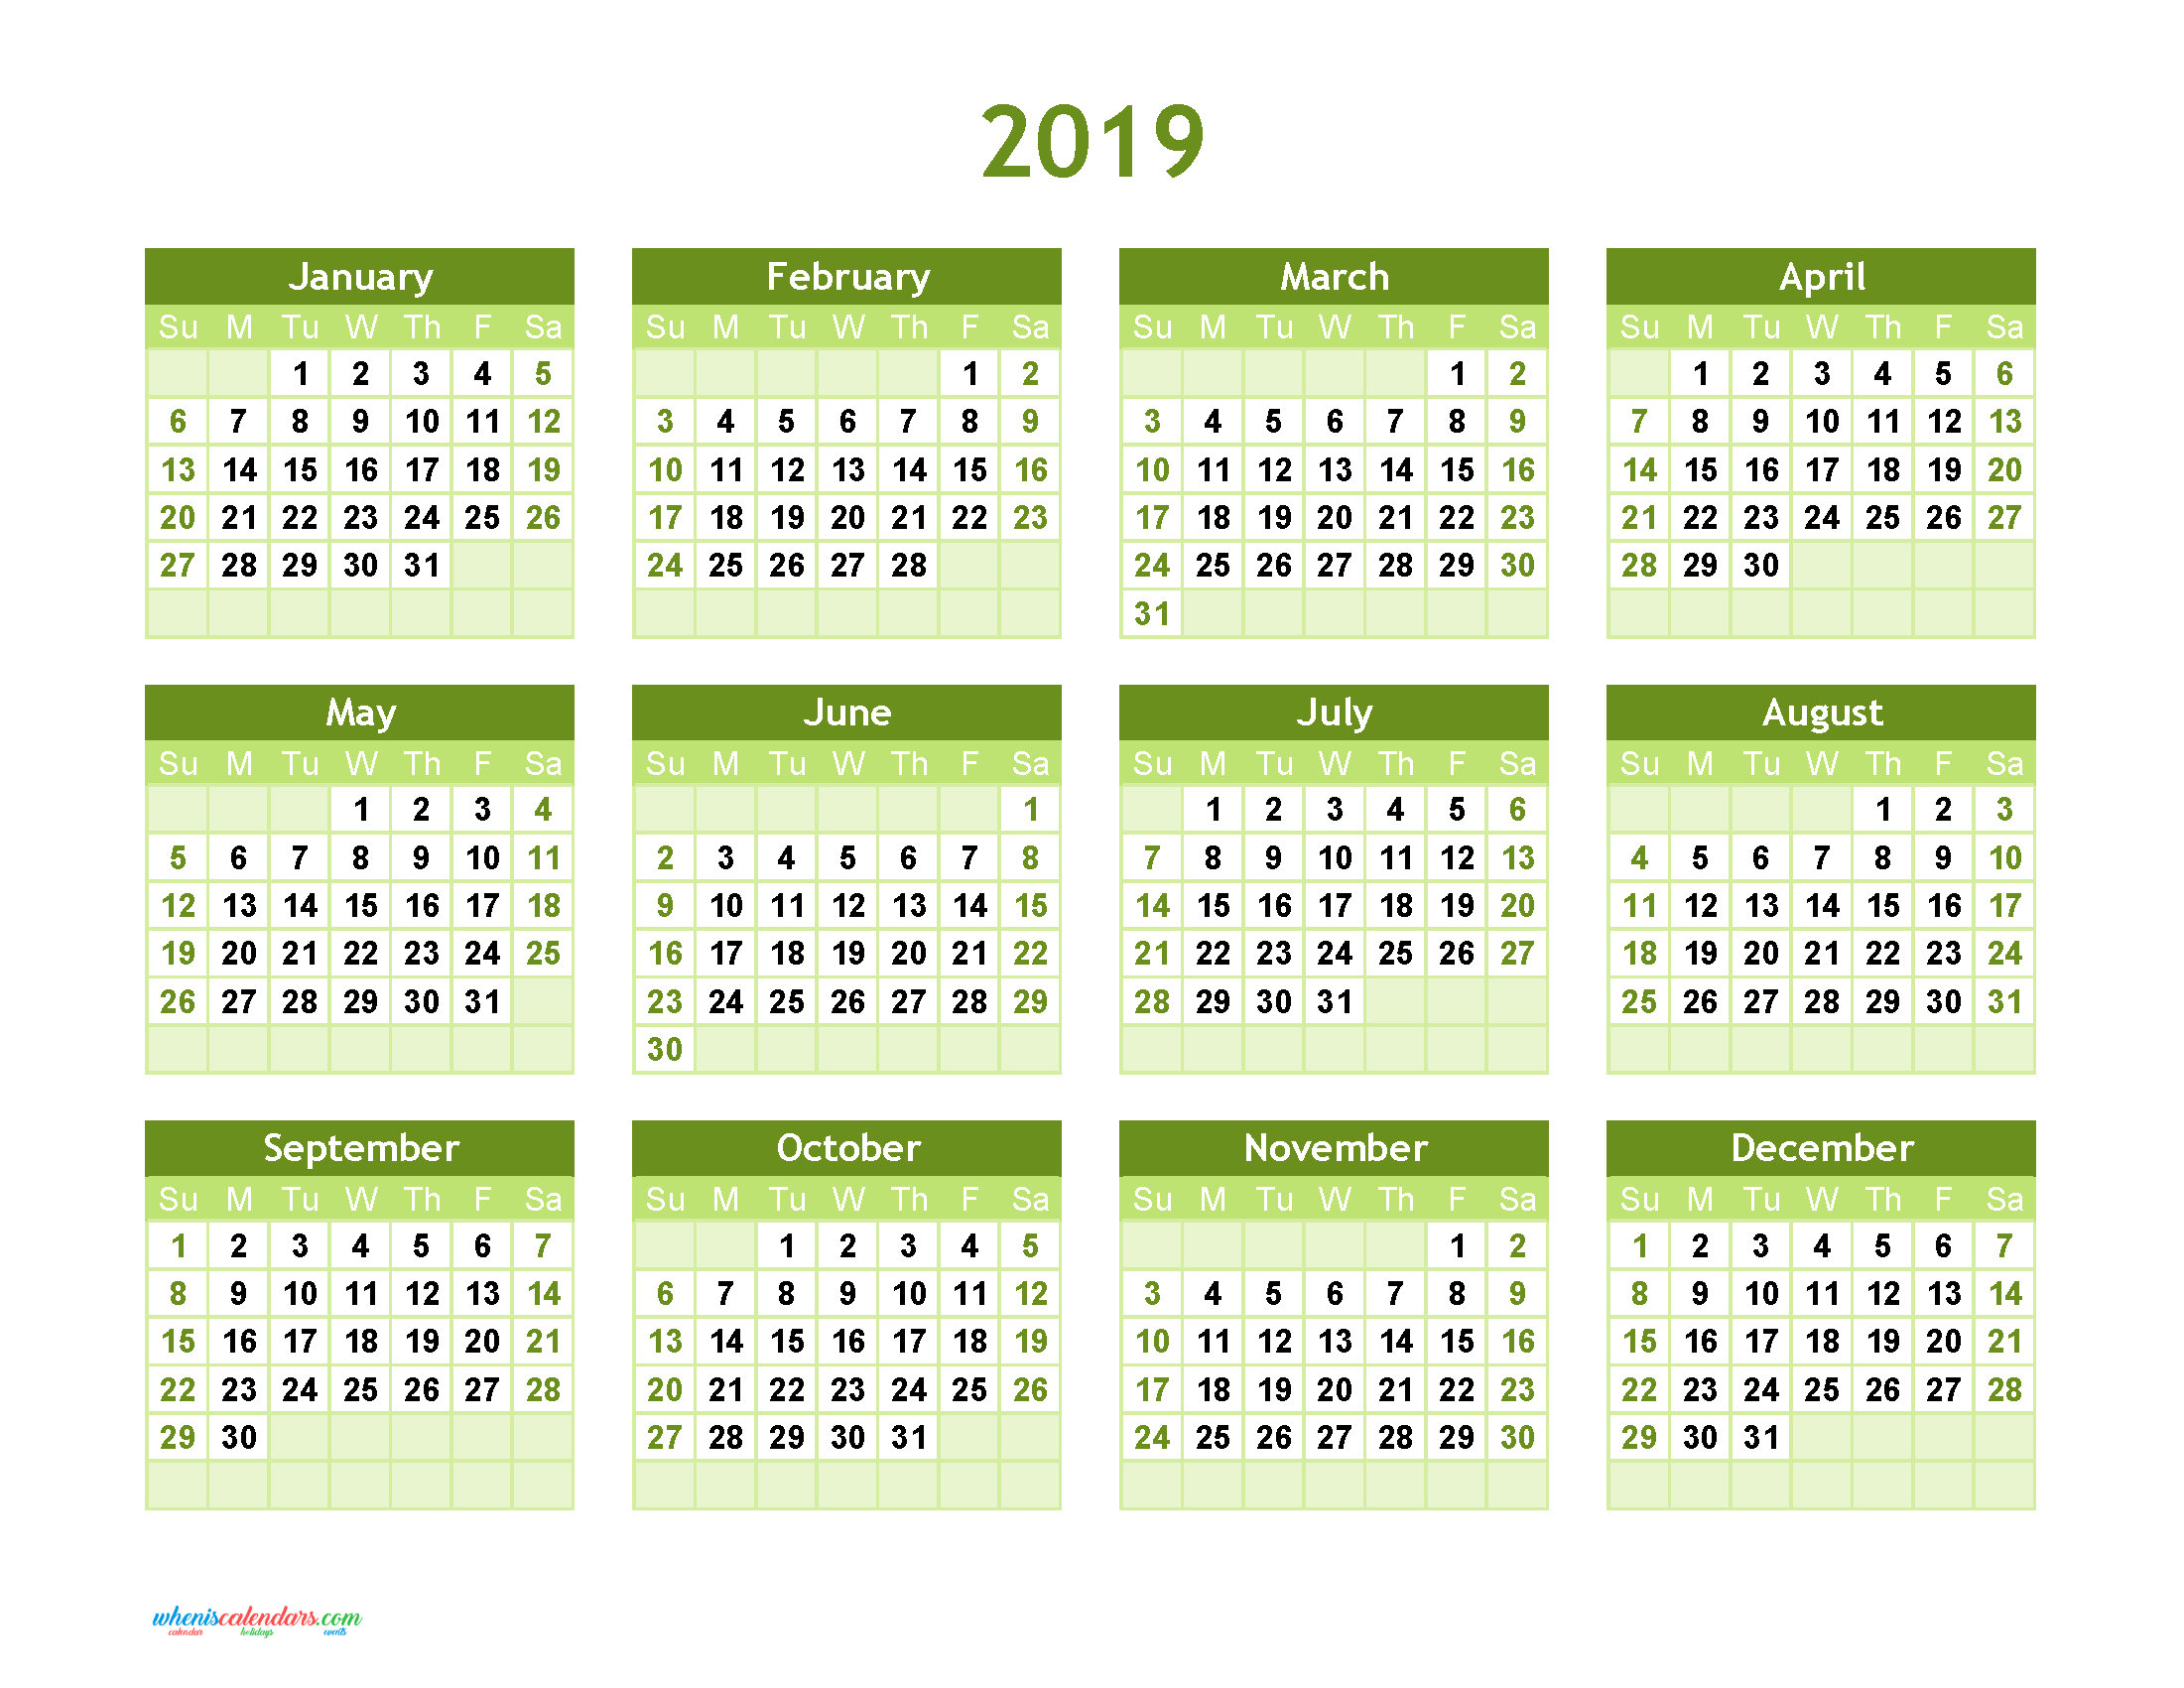 2019
January February March April
Su M Tu W Th F Sa Su M Tu W Th F Sa Su M Tu W Th F Sa Su M Tu W Th F Sa
1 2 3 4 5 1 2 1 2 1 2 3 4 5 6
6 7 8 9 10 11 12 3 4 5 6 7 8 9 3 4 5 6 7 8 9 7 8 9 10 11 12 13
13 14 15 16 17 18 19 10 11 12 13 14 15 16 10 11 12 13 14 15 16 14 15 16 17 18 19 20
20 21 22 23 24 25 26 17 18 19 20 21 22 23 17 18 19 20 21 22 23 21 22 23 24 25 26 27
27 28 29 30 31 24 25 26 27 28 24 25 26 27 28 29 30 28 29 30
31
May June July August
Su M Tu W Th F Sa Su M Tu W Th F Sa Su M Tu W Th F Sa Su M Tu W Th F Sa
1 2 3 4 1 1 2 3 4 5 6 1 2 3
5 6 7 8 9 10 11 2 3 4 5 6 7 8 7 8 9 10 11 12 13 4 5 6 7 8 9 10
12 13 14 15 16 17 18 9 10 11 12 13 14 15 14 15 16 17 18 19 20 11 12 13 14 15 16 17
19 20 21 22 23 24 25 16 17 18 19 20 21 22 21 22 23 24 25 26 27 18 19 20 21 22 23 24
26 27 28 29 30 31 23 24 25 26 27 28 29 28 29 30 31 25 26 27 28 29 30 31
30
September October November December
Su M Tu W Th F Sa Su M Tu W Th F Sa Su M Tu W Th F Sa Su M Tu W Th F Sa
1 2 3 4 5 6 7 1 2 3 4 5 1 2 1 2 3 4 5 6 7
8 9 10 11 12 13 14 6 7 8 9 10 11 12 3 4 5 6 7 8 9 8 9 10 11 12 13 14
15 16 17 18 19 20 21 13 14 15 16 17 18 19 10 11 12 13 14 15 16 15 16 17 18 19 20 21
22 23 24 25 26 27 28 20 21 22 23 24 25 26 17 18 19 20 21 22 23 22 23 24 25 26 27 28
29 30 27 28 29 30 31 24 25 26 27 28 29 30 29 30 31
wheniscalendars.com
calendar holidays events